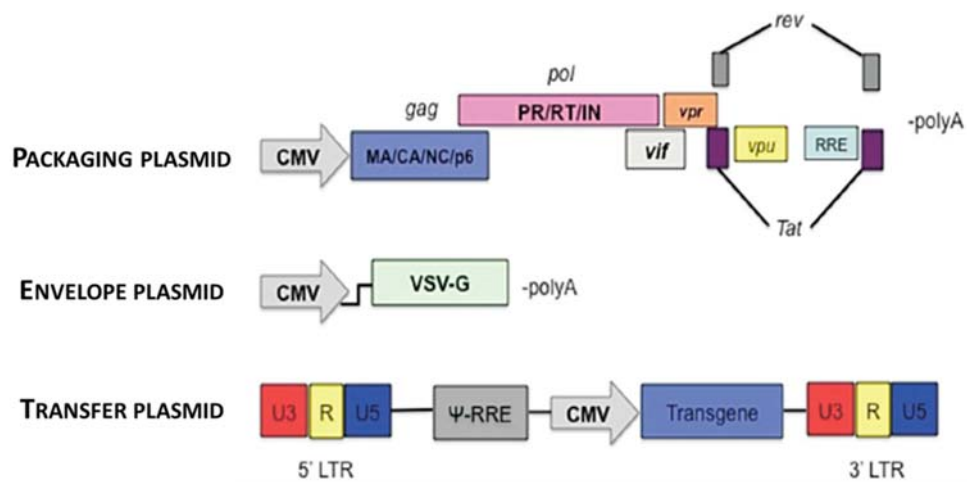 rev
pol
gag
PR/RT/IN
vpr
-polyA
PACKAGING PLASMID
CMV
MA/CA/NC/p6
vif
vpu
RRE
Tat
ENVELOPE PLASMID
CMV
VSV-G
-polyA
TRANSFER PLASMID
U3 R U5
Ψ-RRE
CMV
Transgene
U3 R U5
5' LTR
3' LTR